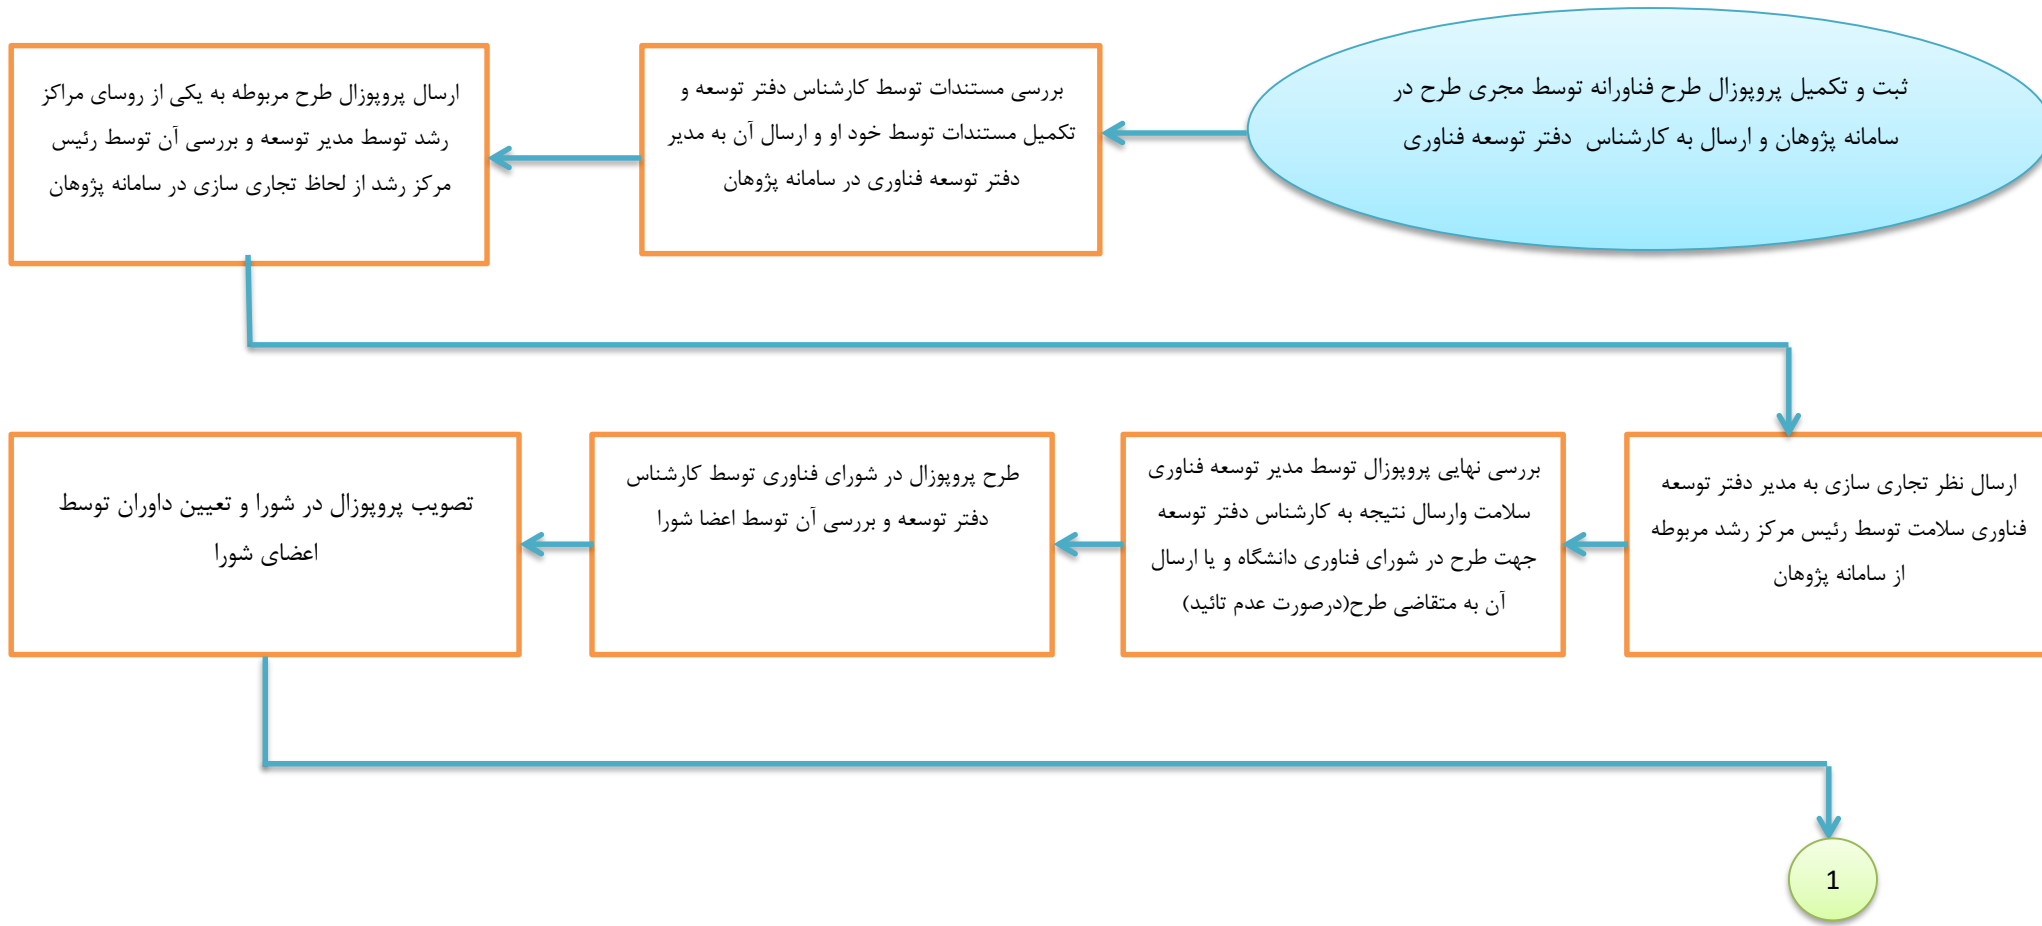 ثبت و تکمیل پروپوزال طرح فناورانه توسط مجری طرح در
سامانه پژوهان و ارسال به کارشناس دفتر توسعه فناوری
بررسی مستندات توسط کارشناس دفتر توسعه و
تکمیل مستندات توسط خود او و ارسال آن به مدیر
دفتر توسعه فناوری در سامانه پژوهان
ارسال پروپوزال طرح مربوطه به یکی از روسای مراکز
رشد توسط مدیر توسعه و بررسی آن توسط رئیس
مرکز رشد از لحاظ تجاری سازی در سامانه پژوهان
ارسال نظر تجاری سازی به مدیر دفتر توسعه
فناوری سلامت توسط رئیس مرکز رشد مربوطه
از سامانه پژوهان
بررسی نهایی پروپوزال توسط مدیر توسعه فناوری
سلامت وارسال نتیجه به کارشناس دفتر توسعه
جهت طرح در شورای فناوری دانشگاه و یا ارسال
آن به متقاضی طرح(درصورت عدم تائید)
طرح پروپوزال در شورای فناوری توسط کارشناس
دفتر توسعه و بررسی آن توسط اعضا شورا
تصویب پروپوزال در شورا و تعیین داوران توسط
اعضای شورا
1